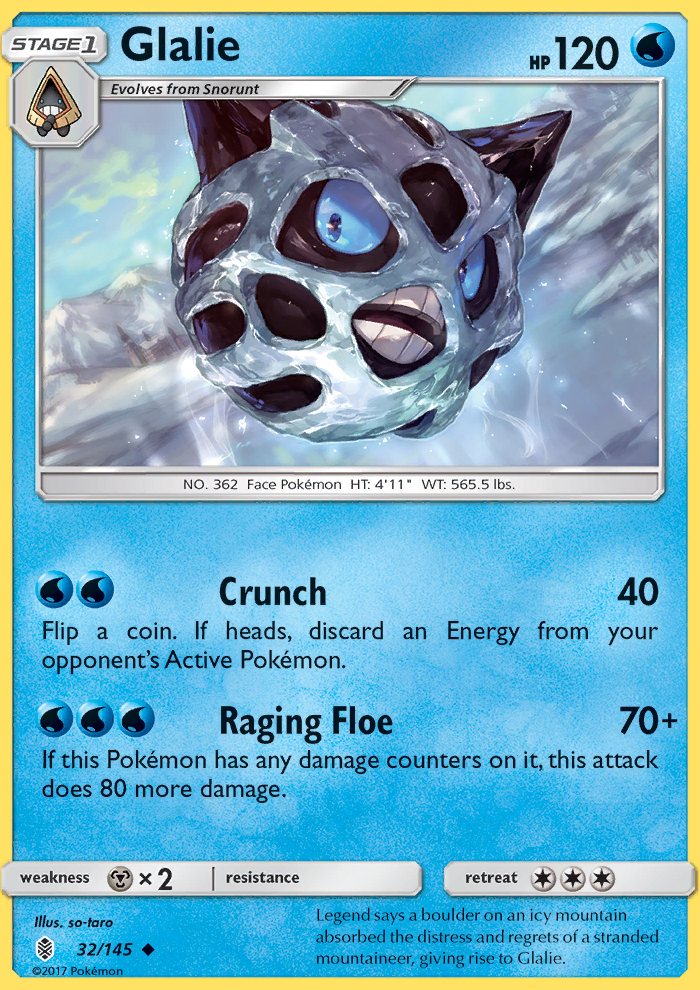 STAGE1 Glalie HP 120
Evolves from Snorunt
NO. 362 Face Pokémon HT: 4'11" WT: 565.5 lbs.
Crunch 40
Flip a coin. If heads, discard an Energy from your
opponent's Active Pokémon.
Raging Floe 70+
If this Pokémon has any damage counters on it, this attack
does 80 more damage.
weakness ×2 resistance retreat
Illus. so-taro
32/145
©2017 Pokémon
Legend says a boulder on an icy mountain
absorbed the distress and regrets of a stranded
mountaineer, giving rise to Glalie.